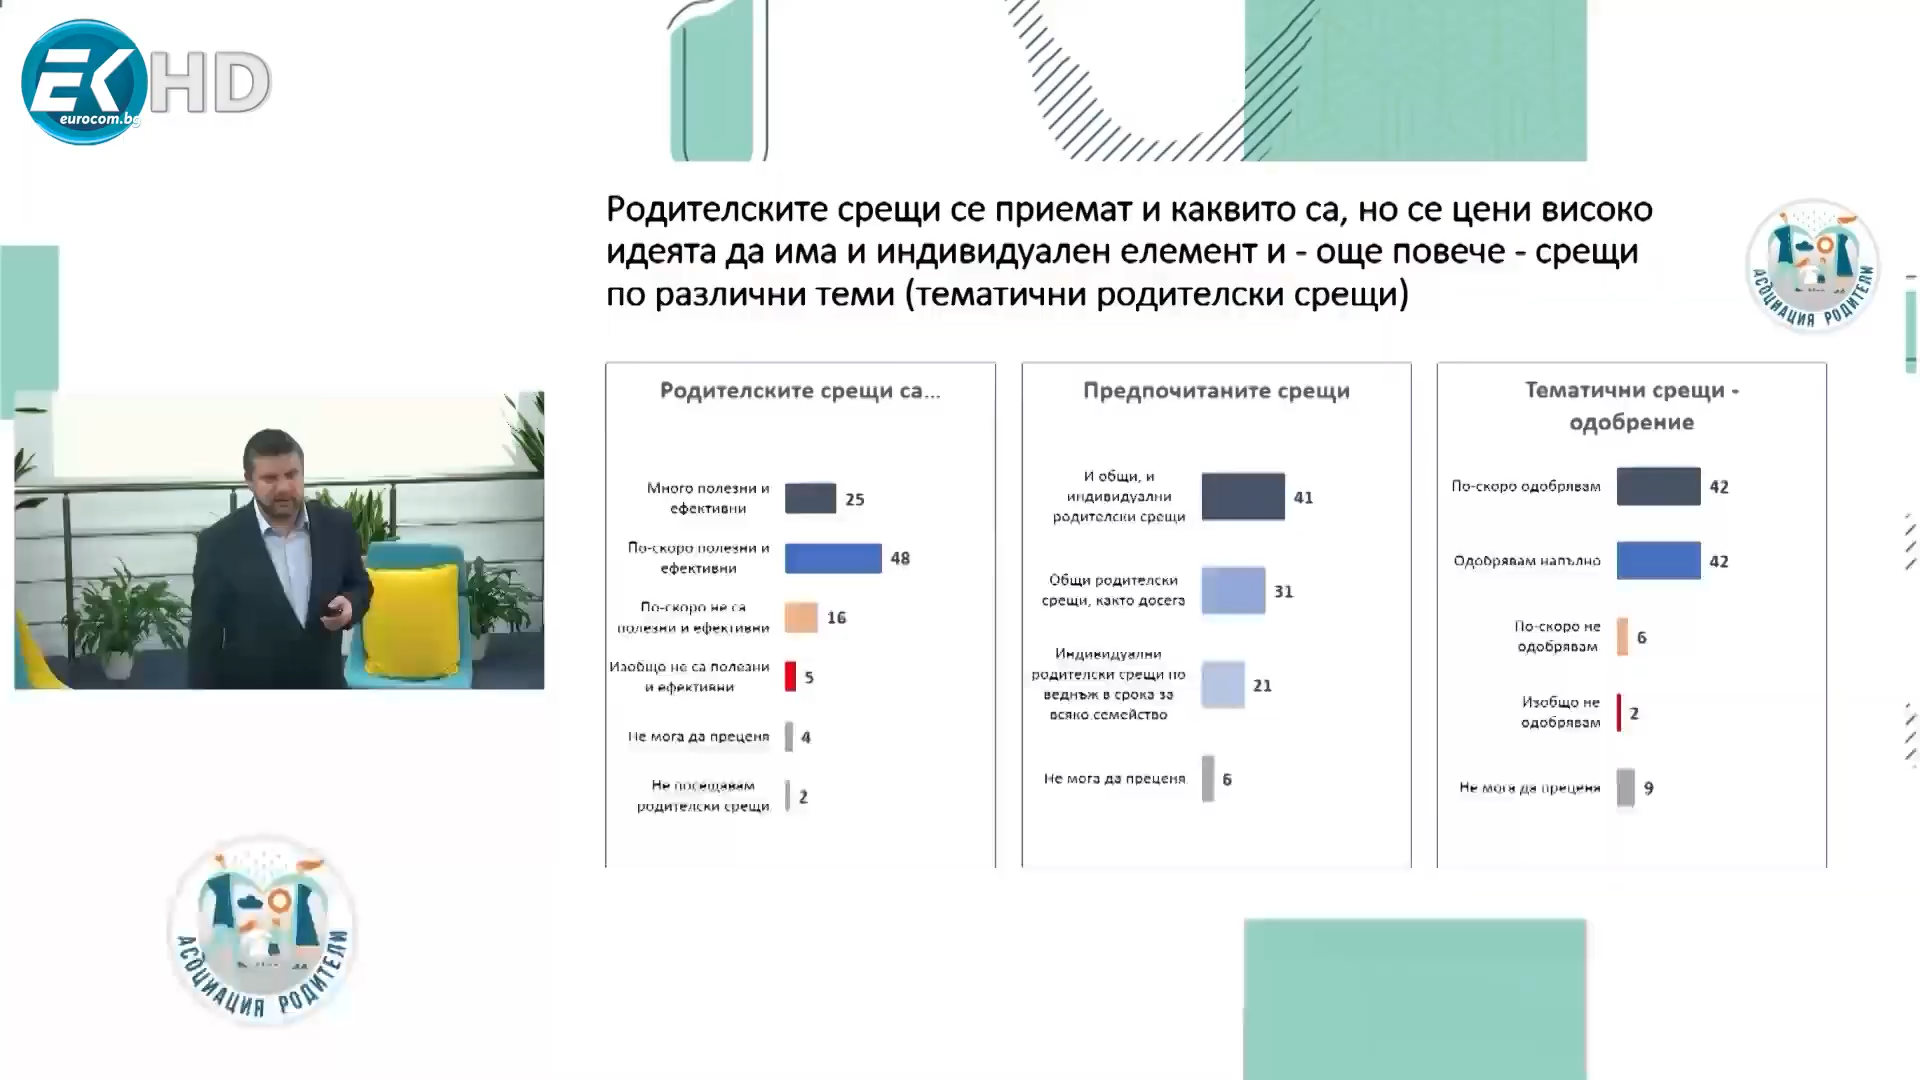 EK HD
eurocom.bg
Родителските срещи се приемат и каквито са, но се цени високо
идеята да има и индивидуален елемент и - още повече - срещи
по различни теми (тематични родителски срещи)
АСОЦИАЦИЯ РОДИТЕЛИ
Родителските срещи са...
Много полезни и
ефективни
25
По-скоро полезни и
ефективни
48
По-скоро не са
полезни и ефективни
16
Изобщо не са полезни
и ефективни
5
Не мога да преценя
4
Не посещавам
родителски срещи
2
Предпочитаните срещи
И общи, и
индивидуални
родителски срещи
41
Общи родителски
срещи, както досега
31
Индивидуални
родителски срещи по
веднъж в срока за
всяко семейство
21
Не мога да преценя
6
Тематични срещи -
одобрение
По-скоро одобрявам
42
Одобрявам напълно
42
По-скоро не
одобрявам
6
Изобщо не
одобрявам
2
Не мога да преценя
9
АСОЦИАЦИЯ РОДИТЕЛИ